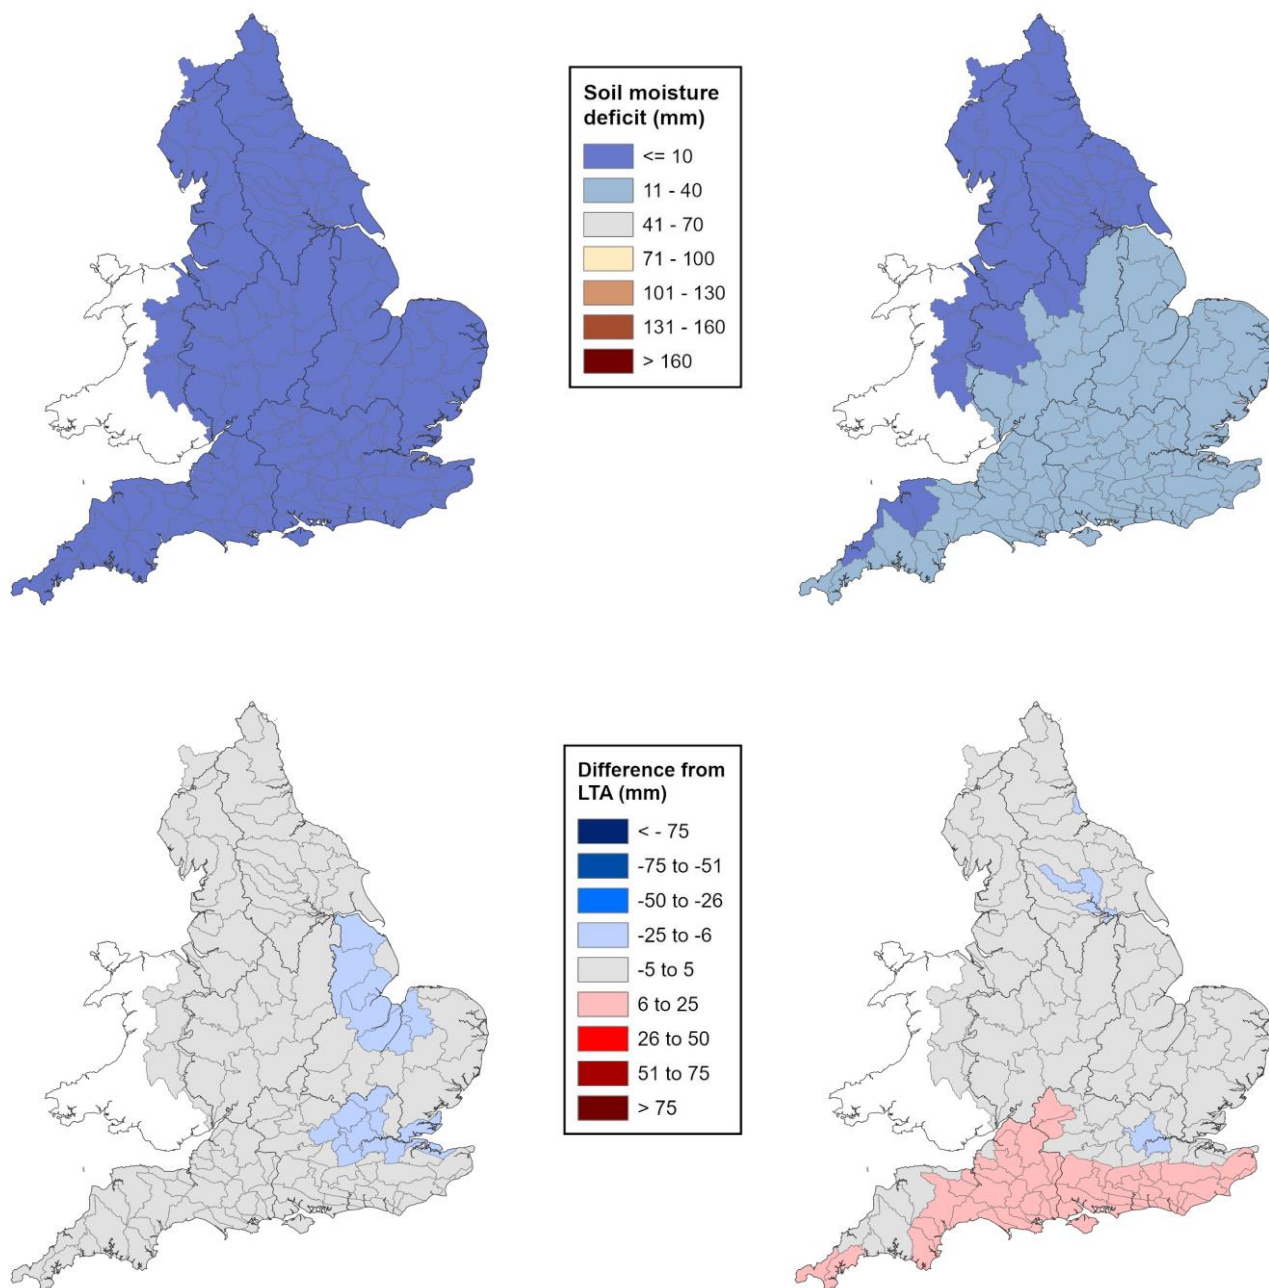 Soil moisture
deficit (mm)
<= 10
11 - 40
41 - 70
71 - 100
101 - 130
131 - 160
> 160
Difference from
LTA (mm)
< - 75
-75 to -51
-50 to -26
-25 to -6
-5 to 5
6 to 25
26 to 50
51 to 75
> 75